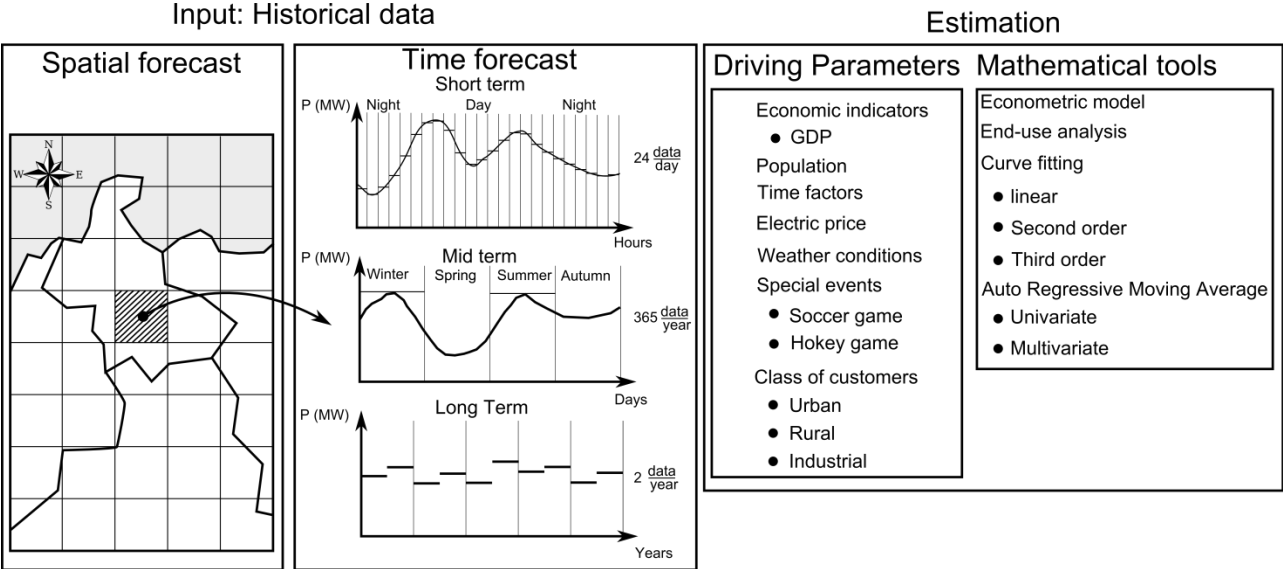 Input: Historical data
Estimation
Spatial forecast
N
W
E
S
Time forecast
Short term
P (MW)
Night
Day
Night
24 data/day
Hours
Mid term
P (MW)
Winter
Spring
Summer
Autumn
365 data/year
Days
Long Term
P (MW)
2 data/year
Years
Driving Parameters
Economic indicators
● GDP
Population
Time factors
Electric price
Weather conditions
Special events
● Soccer game
● Hokey game
Class of customers
● Urban
● Rural
● Industrial
Mathematical tools
Econometric model
End-use analysis
Curve fitting
● linear
● Second order
● Third order
Auto Regressive Moving Average
● Univariate
● Multivariate